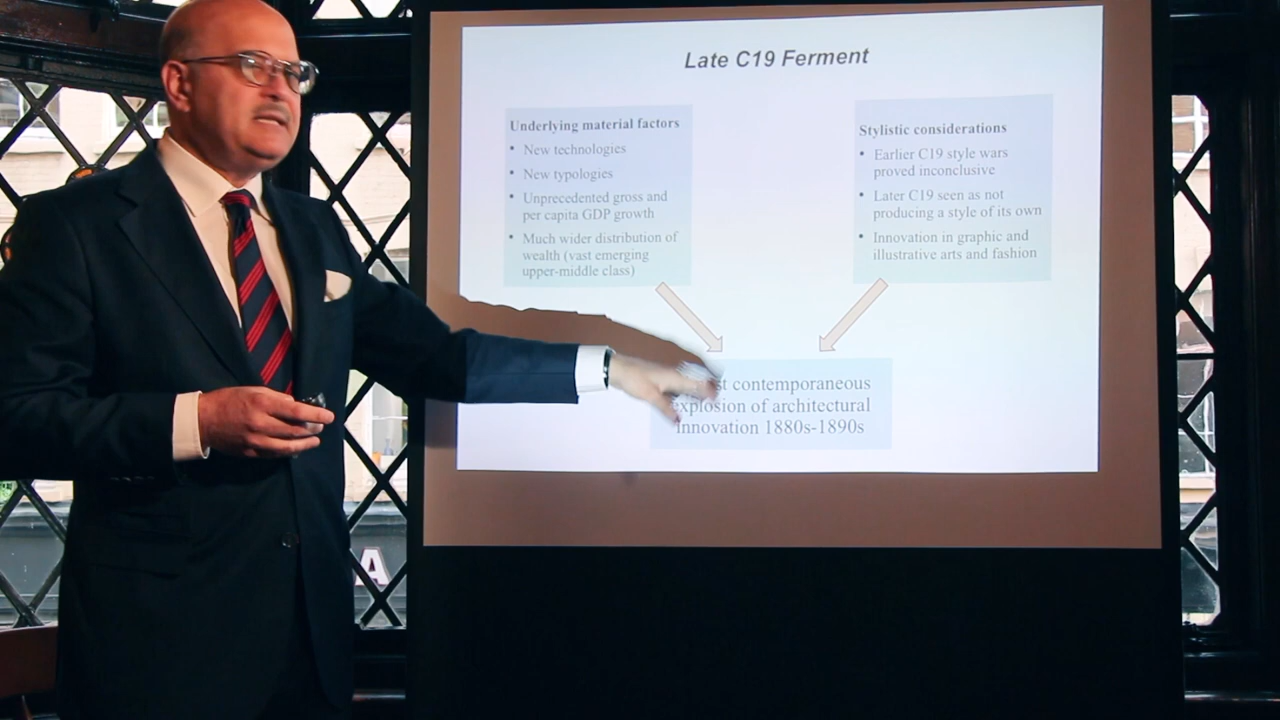 Late C19 Ferment
Underlying material factors
• New technologies
• New typologies
• Unprecedented gross and
per capita GDP growth
• Much wider distribution of
wealth (vast emerging
upper-middle class)
Stylistic considerations
• Earlier C19 style wars
proved inconclusive
• Later C19 seen as not
producing a style of its own
• Innovation in graphic and
illustrative arts and fashion
contemporaneous
explosion of architectural
innovation 1880s-1890s
A